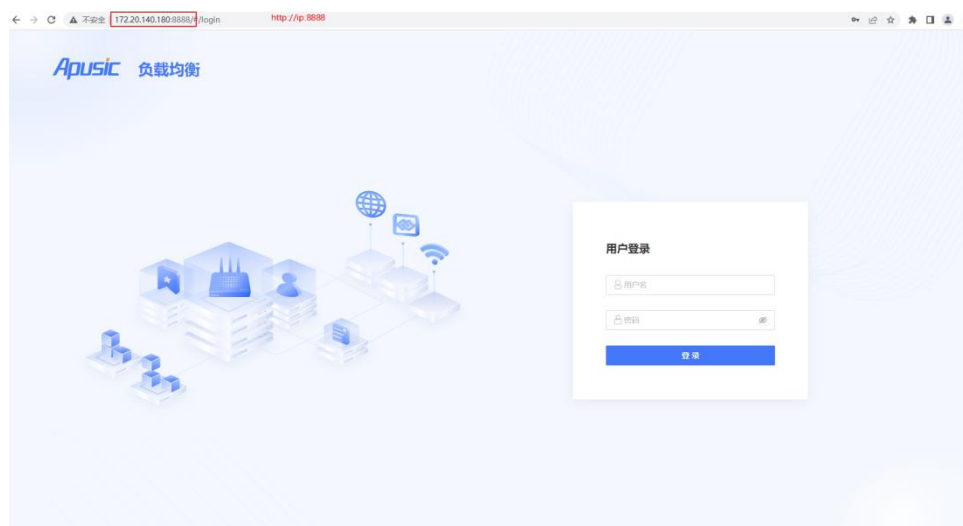 不安全 172.20.140.180:8888/#/login http://ip:8888
Apusic 负载均衡
用户登录
用户名
密码
登 录